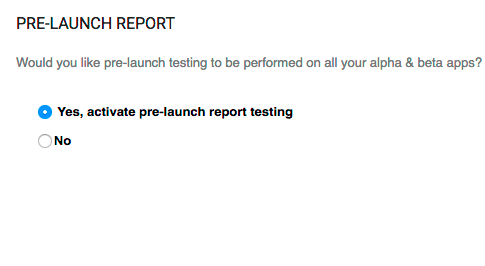 PRE-LAUNCH REPORT
Would you like pre-launch testing to be performed on all your alpha & beta apps?
Yes, activate pre-launch report testing
No